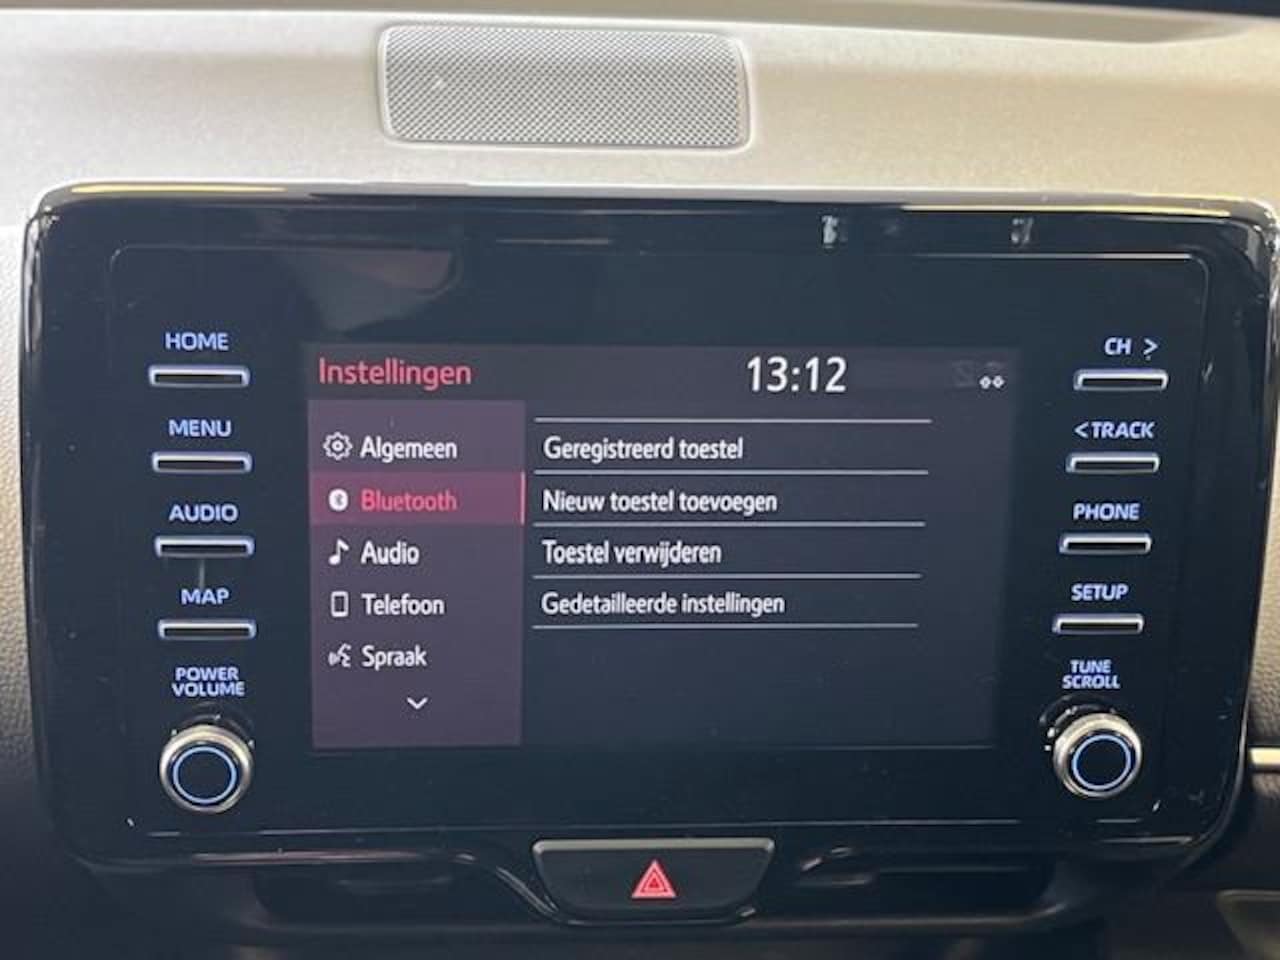 HOME
MENU
AUDIO
MAP
POWER
VOLUME
Instellingen
13:12
Algemeen
Bluetooth
Audio
Telefoon
Spraak
Geregistreerd toestel
Nieuw toestel toevoegen
Toestel verwijderen
Gedetailleerde instellingen
CH >
< TRACK
PHONE
SETUP
TUNE
SCROLL